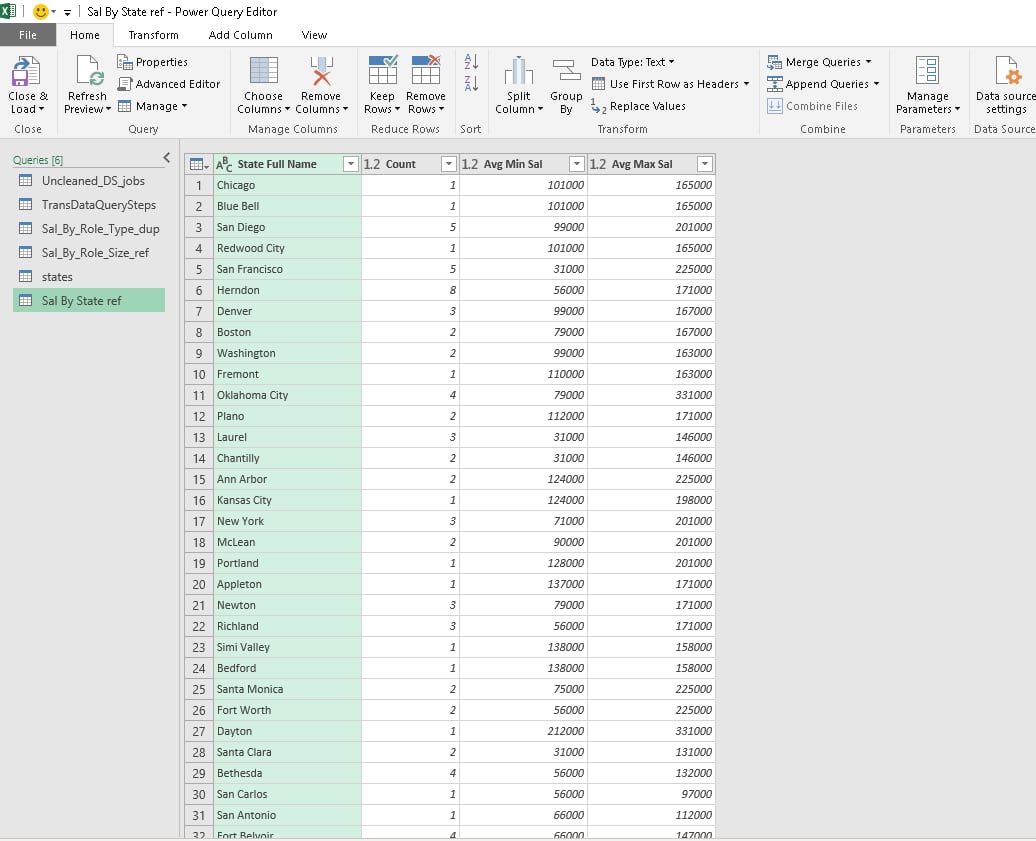 Sal By State ref - Power Query Editor
File Home Transform Add Column View
Close & Load
Refresh Preview
Properties
Advanced Editor
Manage
Choose Columns
Remove Columns
Keep Rows
Remove Rows
Split Column
Group By
Data Type: Text
Use First Row as Headers
Replace Values
Merge Queries
Append Queries
Combine Files
Manage Parameters
Data source settings
Close Query Manage Columns Reduce Rows Sort Transform Combine Parameters Data Source
Queries [6]
Uncleaned_DS_jobs
TransDataQuerySteps
Sal_By_Role_Type_dup
Sal_By_Role_Size_ref
states
Sal By State ref
ABC State Full Name 1.2 Count 1.2 Avg Min Sal 1.2 Avg Max Sal
1 Chicago 1 101000 165000
2 Blue Bell 1 101000 165000
3 San Diego 5 99000 201000
4 Redwood City 1 101000 165000
5 San Francisco 5 31000 225000
6 Herndon 8 56000 171000
7 Denver 3 99000 167000
8 Boston 2 79000 167000
9 Washington 2 99000 163000
10 Fremont 1 110000 163000
11 Oklahoma City 4 79000 331000
12 Plano 2 112000 171000
13 Laurel 3 31000 146000
14 Chantilly 2 31000 146000
15 Ann Arbor 2 124000 225000
16 Kansas City 1 124000 198000
17 New York 3 71000 201000
18 McLean 2 90000 201000
19 Portland 1 128000 201000
20 Appleton 1 137000 171000
21 Newton 3 79000 171000
22 Richland 3 56000 171000
23 Simi Valley 1 138000 158000
24 Bedford 1 138000 158000
25 Santa Monica 2 75000 225000
26 Fort Worth 2 56000 225000
27 Dayton 1 212000 331000
28 Santa Clara 2 31000 131000
29 Bethesda 4 56000 132000
30 San Carlos 1 56000 97000
31 San Antonio 1 66000 112000
32 Fort Belvoir 4 66000 147000